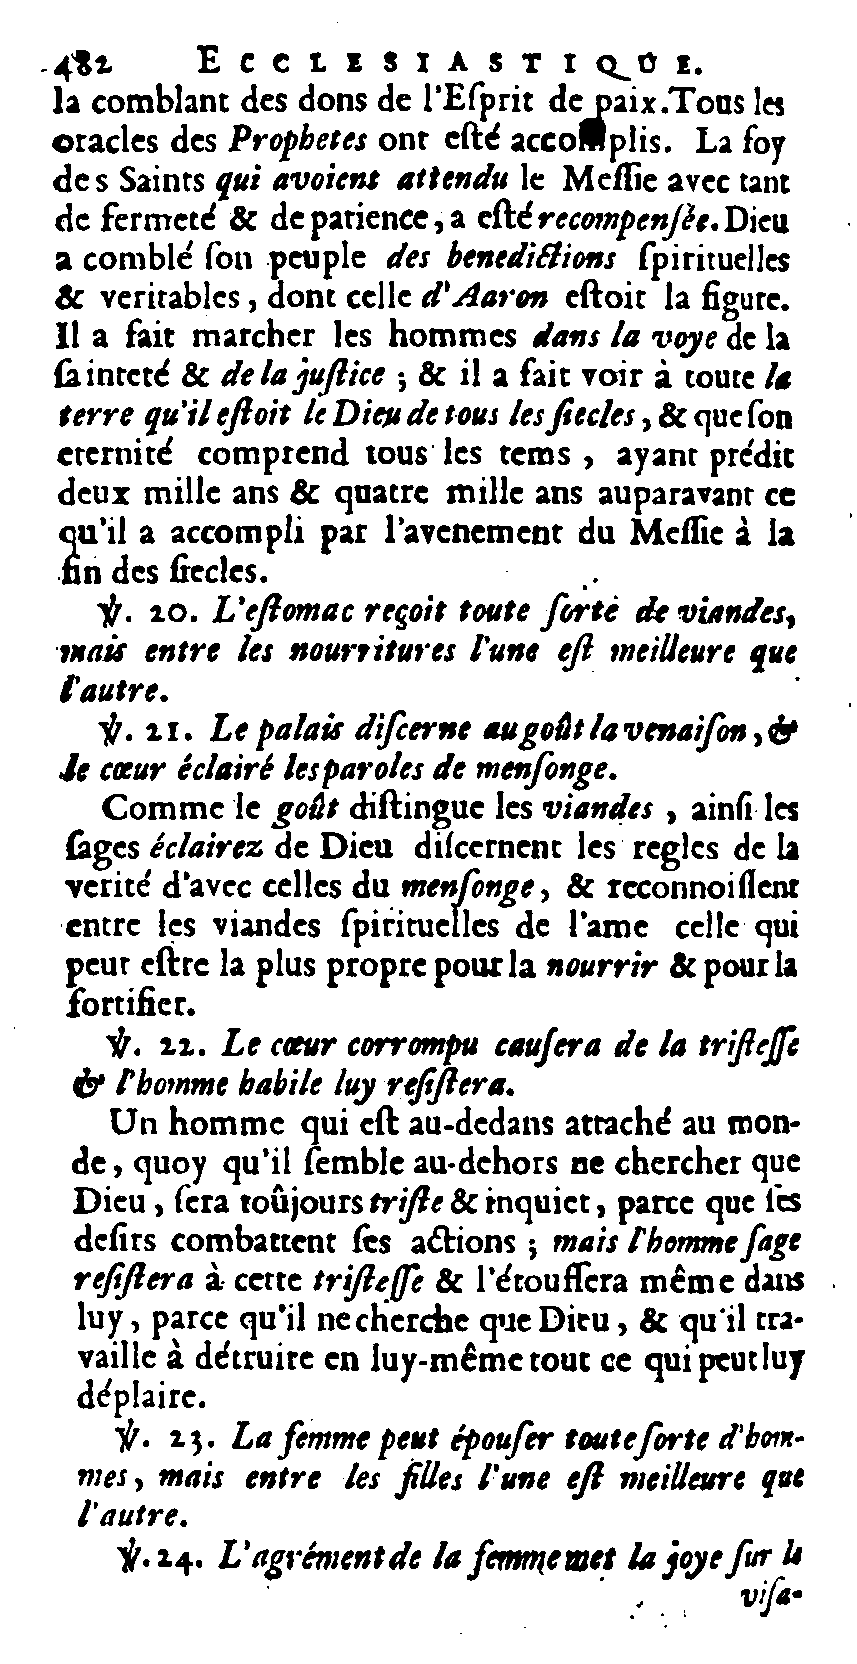 482 ECCLESIASTIQUE.
la comblant des dons de l'Eſprit de paix. Tous les
oracles des Prophetes ont eſté accomplis. La foy
des Saints qui avoient attendu le Meſſie avec tant
de fermeté & de patience, a eſté recompenſée. Dieu
a comblé ſon peuple des benedictions ſpirituelles
& veritables, dont celle d'Aaron eſtoit la figure.
Il a fait marcher les hommes dans la voye de la
ſainteté & de la juſtice ; & il a fait voir à toute la
terre qu'il eſtoit le Dieu de tous les ſiecles, & que ſon
eternité comprend tous les tems , ayant prédit
deux mille ans & quatre mille ans auparavant ce
qu'il a accompli par l'avenement du Meſſie à la
fin des ſiecles.
℣. 20. L'eſtomac reçoit toute ſorte de viandes,
mais entre les nourritures l'une eſt meilleure que
l'autre.
℣. 21. Le palais diſcerne au goût la venaiſon, &
le cœur éclairé les paroles de menſonge.
Comme le goût diſtingue les viandes , ainſi les
ſages éclairez de Dieu diſcernent les regles de la
verité d'avec celles du menſonge, & reconnoiſſent
entre les viandes ſpirituelles de l'ame celle qui
peut eſtre la plus propre pour la nourrir & pour la
fortifier.
℣. 22. Le cœur corrompu cauſera de la triſteſſe
& l'homme habile luy reſiſtera.
Un homme qui eſt au-dedans attaché au mon-
de, quoy qu'il ſemble au-dehors ne chercher que
Dieu, ſera toûjours triſte & inquiet, parce que ſes
deſirs combattent ſes actions ; mais l'homme ſage
reſiſtera à cette triſteſſe & l'étouffera même dans
luy, parce qu'il ne cherche que Dieu, & qu'il tra-
vaille à détruire en luy-même tout ce qui peut luy
déplaire.
℣. 23. La femme peut épouſer toute ſorte d'hom-
mes, mais entre les filles l'une eſt meilleure que
l'autre.
℣. 24. L'agrément de la femme met la joye ſur le
viſa-